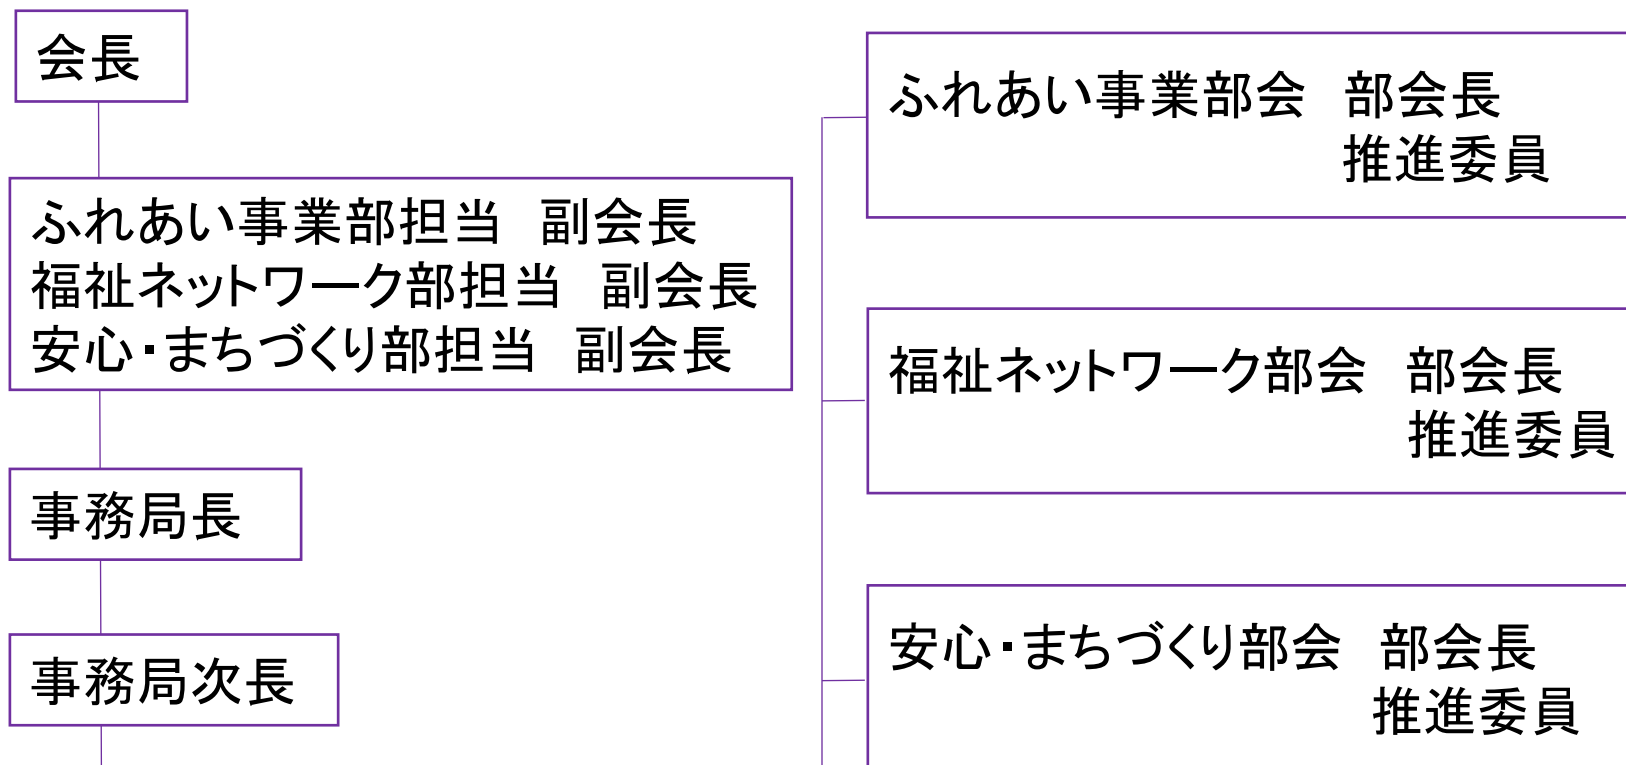 会長
ふれあい事業部担当　副会長
福祉ネットワーク部担当　副会長
安心・まちづくり部担当　副会長
事務局長
事務局次長
ふれあい事業部会　部会長
推進委員
福祉ネットワーク部会　部会長
推進委員
安心・まちづくり部会　部会長
推進委員